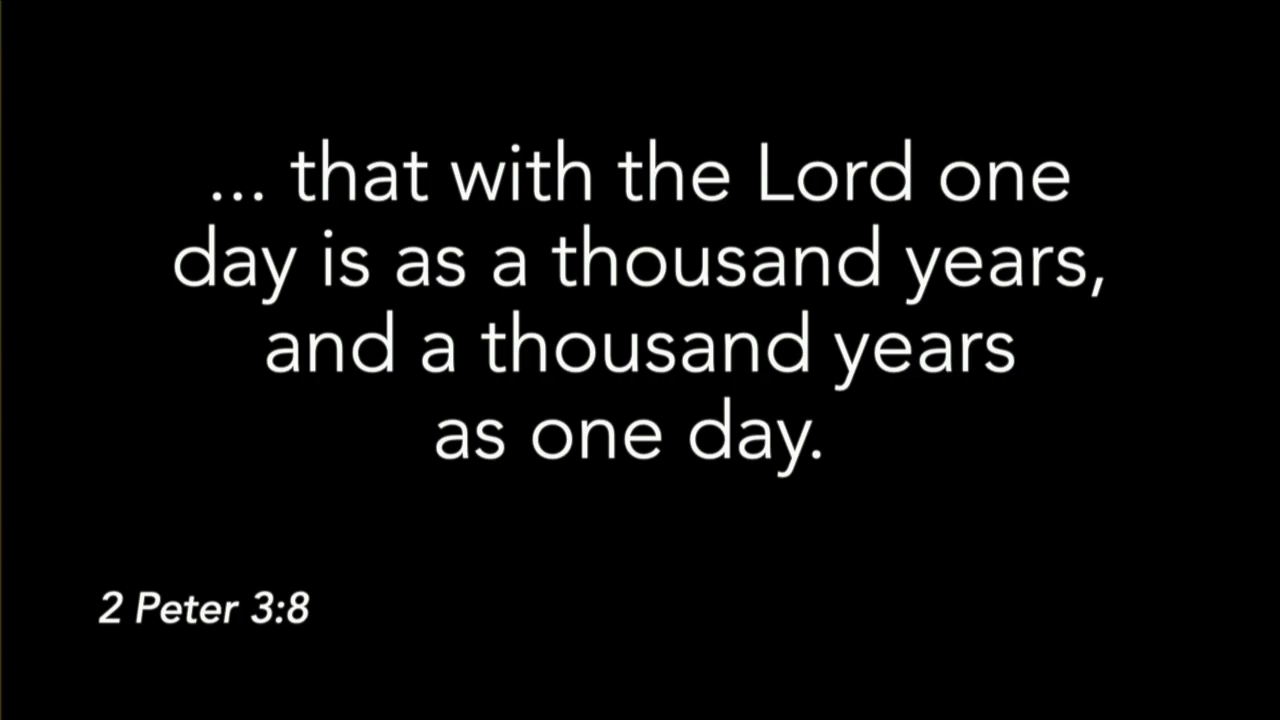 ... that with the Lord one
day is as a thousand years,
and a thousand years
as one day.
2 Peter 3:8